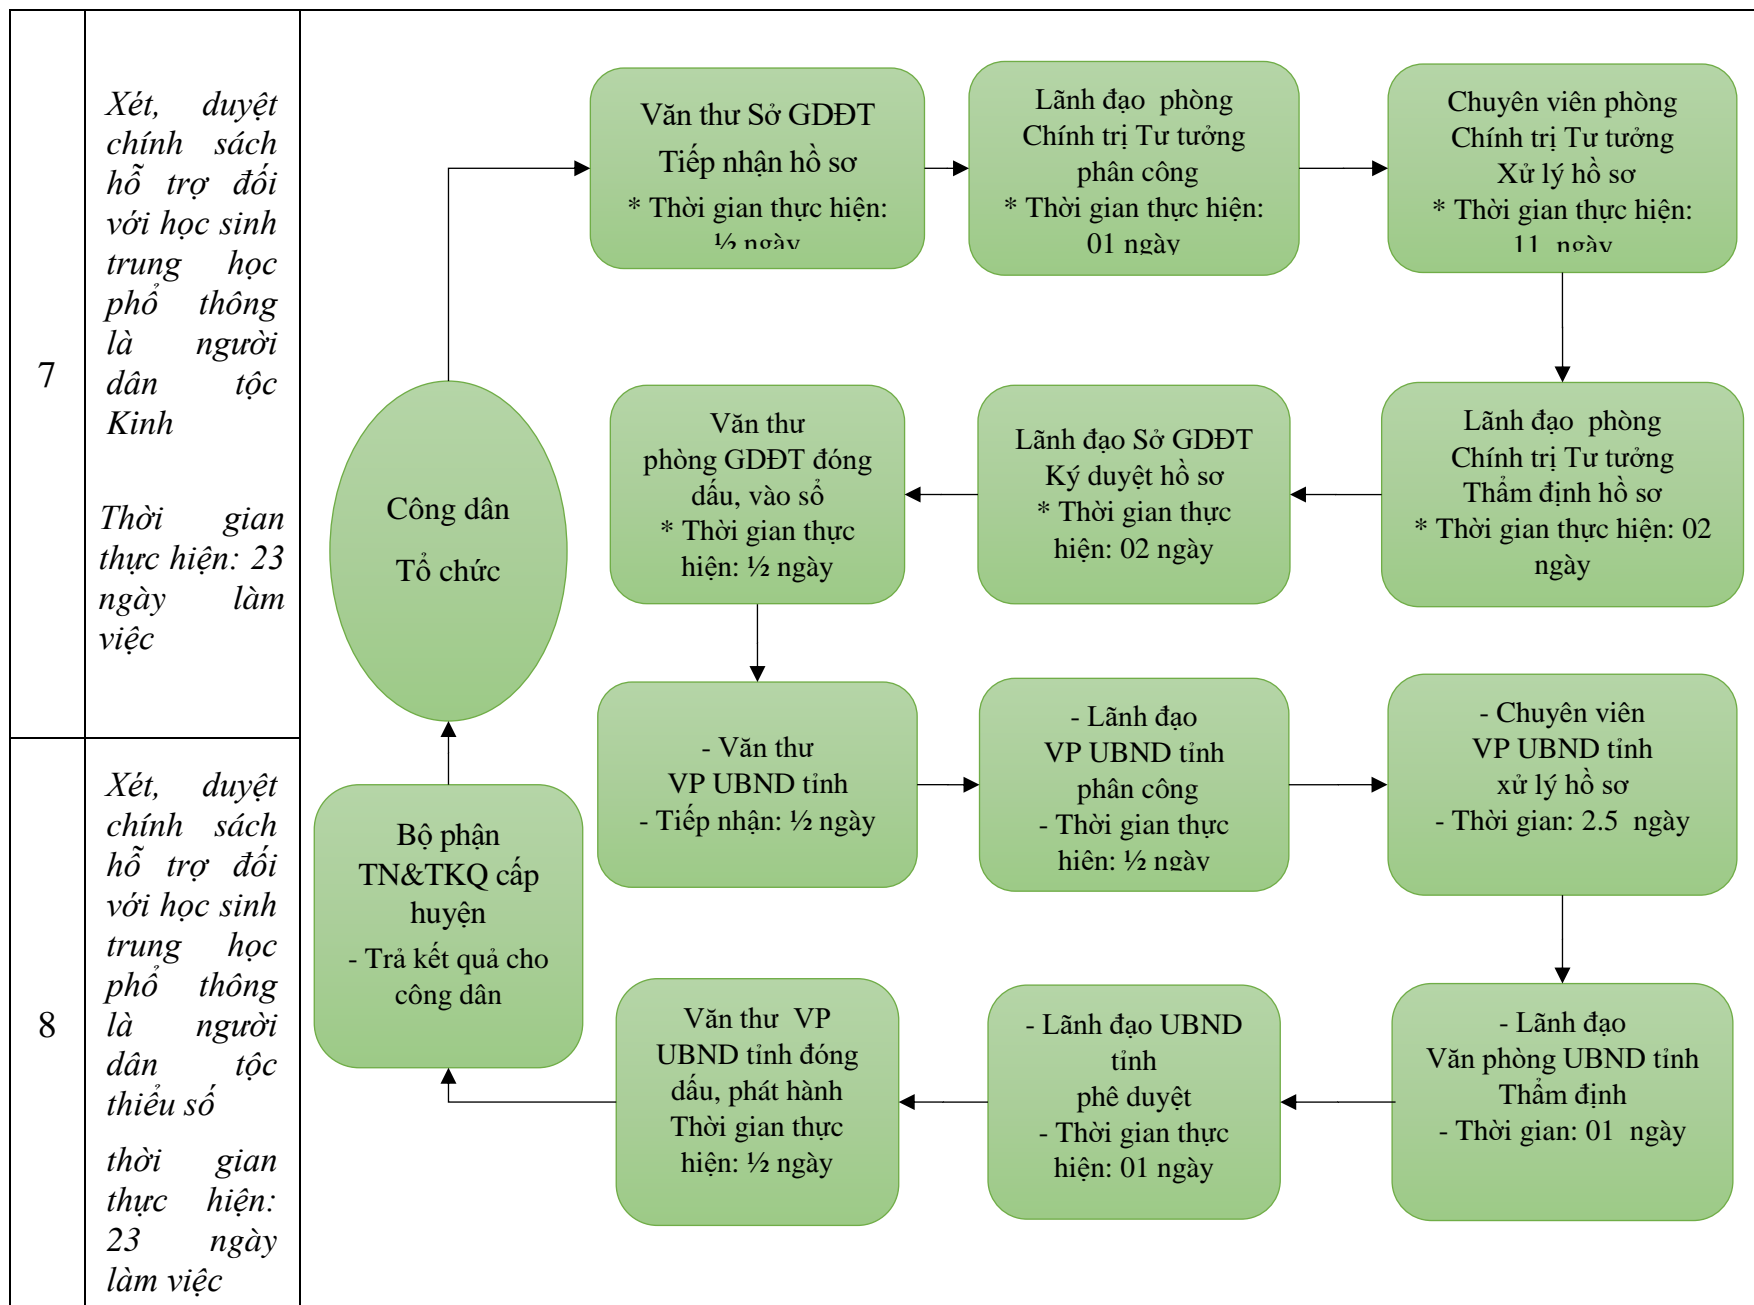 7
Xét, duyệt
chính sách
hỗ trợ đối
với học sinh
trung học
phổ thông
là người
dân tộc
Kinh
Thời gian
thực hiện: 23
ngày làm
việc
8
Xét, duyệt
chính sách
hỗ trợ đối
với học sinh
trung học
phổ thông
là người
dân tộc
thiểu số
thời gian
thực hiện:
23 ngày
làm việc
Công dân
Tổ chức
Văn thư Sở GDĐT
Tiếp nhận hồ sơ
* Thời gian thực hiện:
½ ngày
Lãnh đạo phòng
Chính trị Tư tưởng
phân công
* Thời gian thực hiện:
01 ngày
Chuyên viên phòng
Chính trị Tư tưởng
Xử lý hồ sơ
* Thời gian thực hiện:
11 ngày
Lãnh đạo phòng
Chính trị Tư tưởng
Thẩm định hồ sơ
* Thời gian thực hiện: 02
ngày
Lãnh đạo Sở GDĐT
Ký duyệt hồ sơ
* Thời gian thực
hiện: 02 ngày
Văn thư
phòng GDĐT đóng
dấu, vào sổ
* Thời gian thực
hiện: ½ ngày
- Văn thư
VP UBND tỉnh
- Tiếp nhận: ½ ngày
- Lãnh đạo
VP UBND tỉnh
phân công
- Thời gian thực
hiện: ½ ngày
- Chuyên viên
VP UBND tỉnh
xử lý hồ sơ
- Thời gian: 2.5 ngày
- Lãnh đạo
Văn phòng UBND tỉnh
Thẩm định
- Thời gian: 01 ngày
- Lãnh đạo UBND
tỉnh
phê duyệt
- Thời gian thực
hiện: 01 ngày
Văn thư VP
UBND tỉnh đóng
dấu, phát hành
Thời gian thực
hiện: ½ ngày
Bộ phận
TN&TKQ cấp
huyện
- Trả kết quả cho
công dân